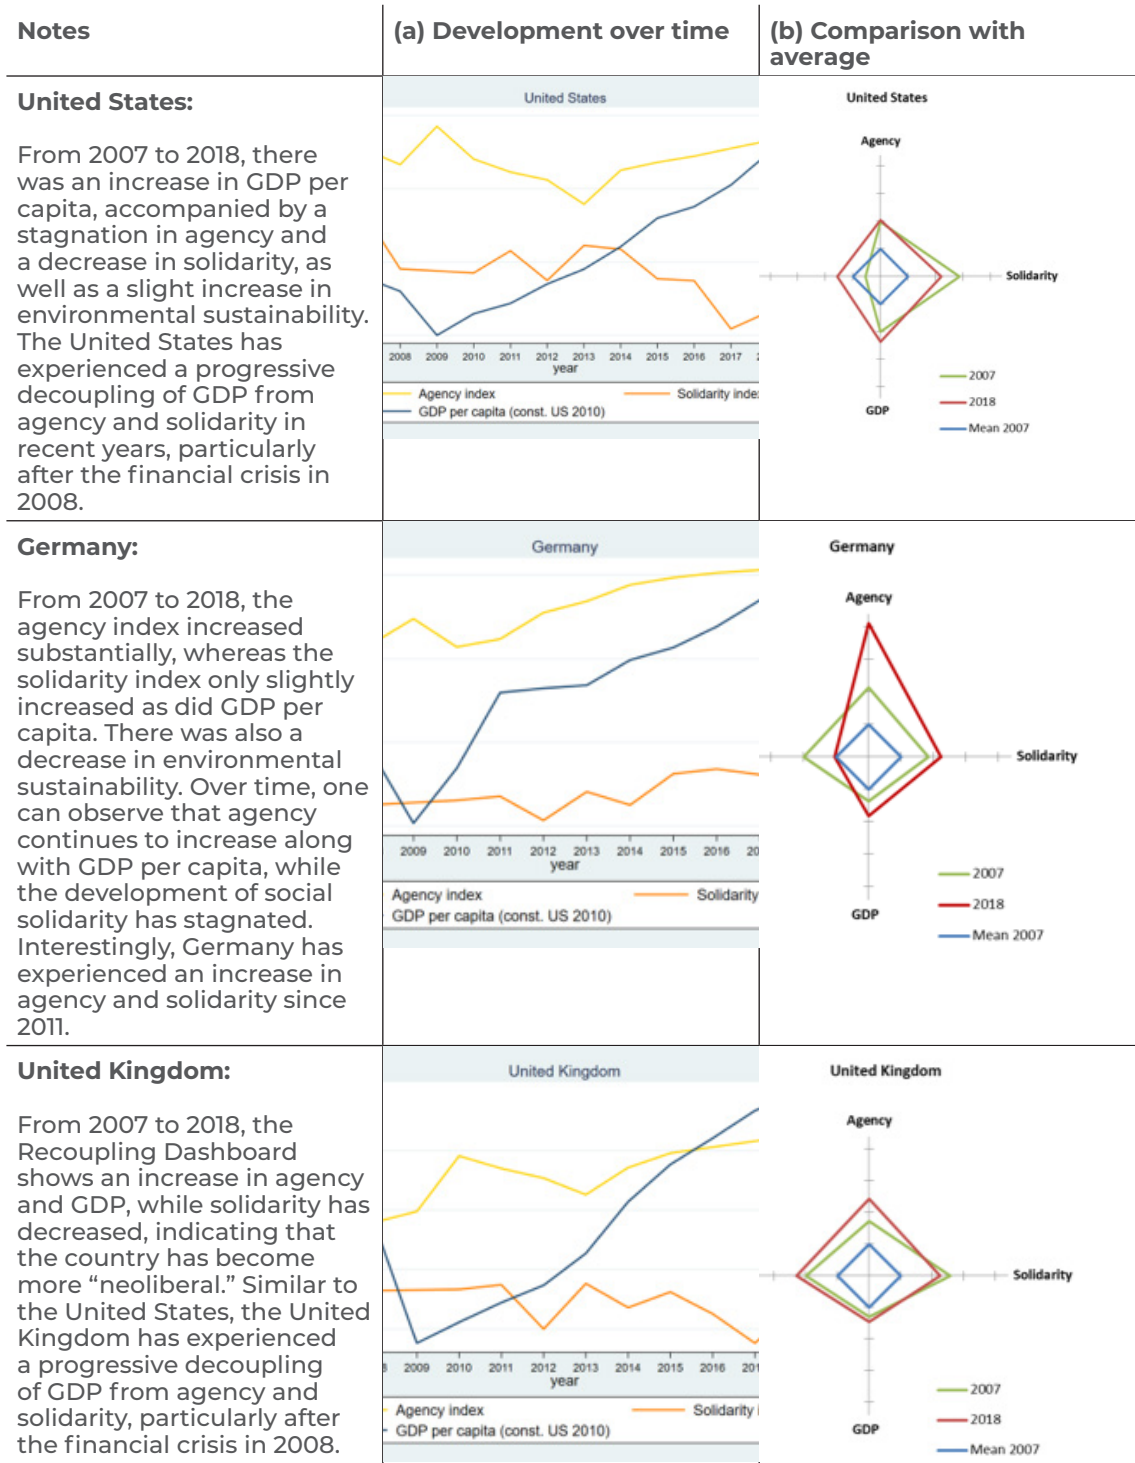 Notes
(a) Development over time
(b) Comparison with
average
United States:
From 2007 to 2018, there
was an increase in GDP per
capita, accompanied by a
stagnation in agency and
a decrease in solidarity, as
well as a slight increase in
environmental sustainability.
The United States has
experienced a progressive
decoupling of GDP from
agency and solidarity in
recent years, particularly
after the financial crisis in
2008.
United States
2008 2009 2010 2011 2012 2013 2014 2015 2016 2017 2
year
Agency index Solidarity inde
GDP per capita (const. US 2010)
United States
Agency
Solidarity
GDP
2007
2018
Mean 2007
Germany:
From 2007 to 2018, the
agency index increased
substantially, whereas the
solidarity index only slightly
increased as did GDP per
capita. There was also a
decrease in environmental
sustainability. Over time, one
can observe that agency
continues to increase along
with GDP per capita, while
the development of social
solidarity has stagnated.
Interestingly, Germany has
experienced an increase in
agency and solidarity since
2011.
Germany
2009 2010 2011 2012 2013 2014 2015 2016 20
year
Agency index Solidarity
GDP per capita (const. US 2010)
Germany
Agency
Solidarity
GDP
2007
2018
Mean 2007
United Kingdom:
From 2007 to 2018, the
Recoupling Dashboard
shows an increase in agency
and GDP, while solidarity has
decreased, indicating that
the country has become
more “neoliberal.” Similar to
the United States, the United
Kingdom has experienced
a progressive decoupling
of GDP from agency and
solidarity, particularly after
the financial crisis in 2008.
United Kingdom
8 2009 2010 2011 2012 2013 2014 2015 2016 201
year
Agency index Solidarity i
GDP per capita (const. US 2010)
United Kingdom
Agency
Solidarity
GDP
2007
2018
Mean 2007